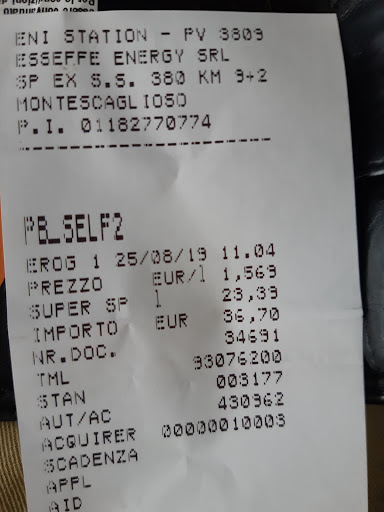 ENI STATION - PV 3809
ESSEFFE ENERGY SRL
SP EX S.S. 380 KM 9+2
MONTESCAGLIOSO
P.I. 01182770774
PB_SELF2
EROG 1 25/08/19 11.04
PREZZO EUR/l 1,569
SUPER SP l 23,39
IMPORTO EUR 36,70
NR.DOC. 34691
TML 93076200
STAN 003177
AUT/AC 430362
ACQUIRER 00000010003
SCADENZA
APPL
AID